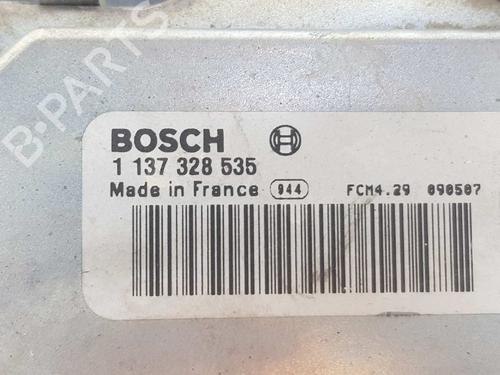 B-PARTS
BOSCH
1 137 328 535
Made in France 944 FCM4.29 090507